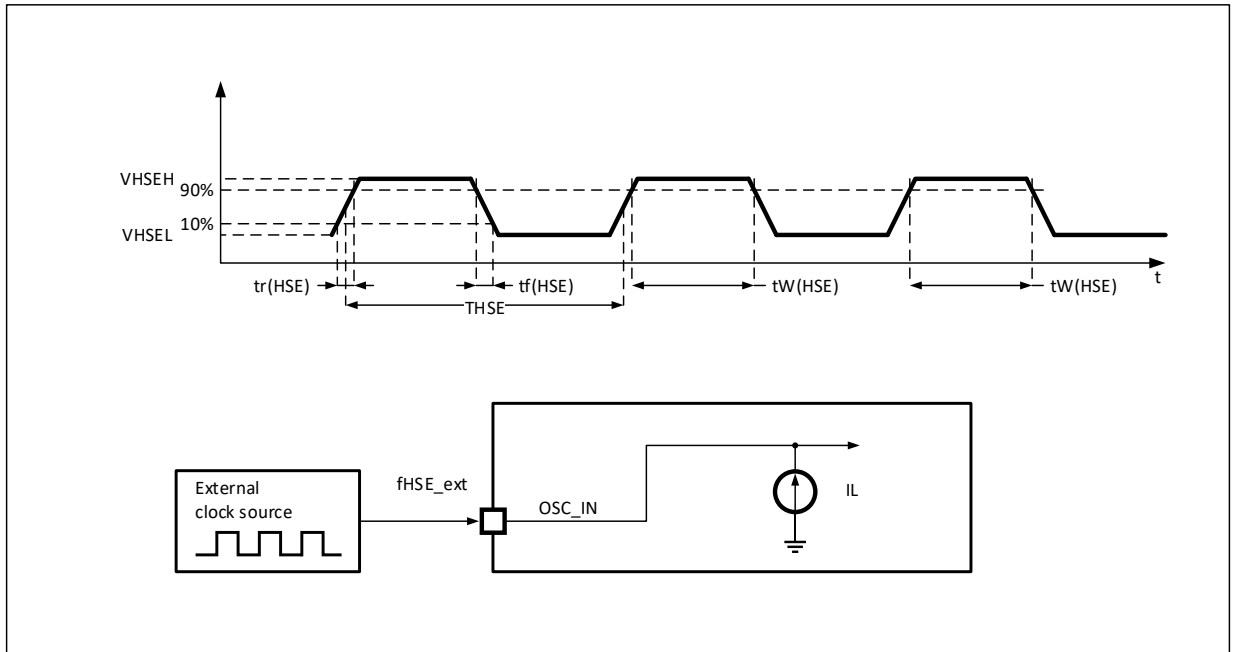 VHSEH
90%
10%
VHSEL
t
tr(HSE)
tf(HSE)
tW(HSE)
tW(HSE)
THSE
External
clock source
fHSE_ext
OSC_IN
IL